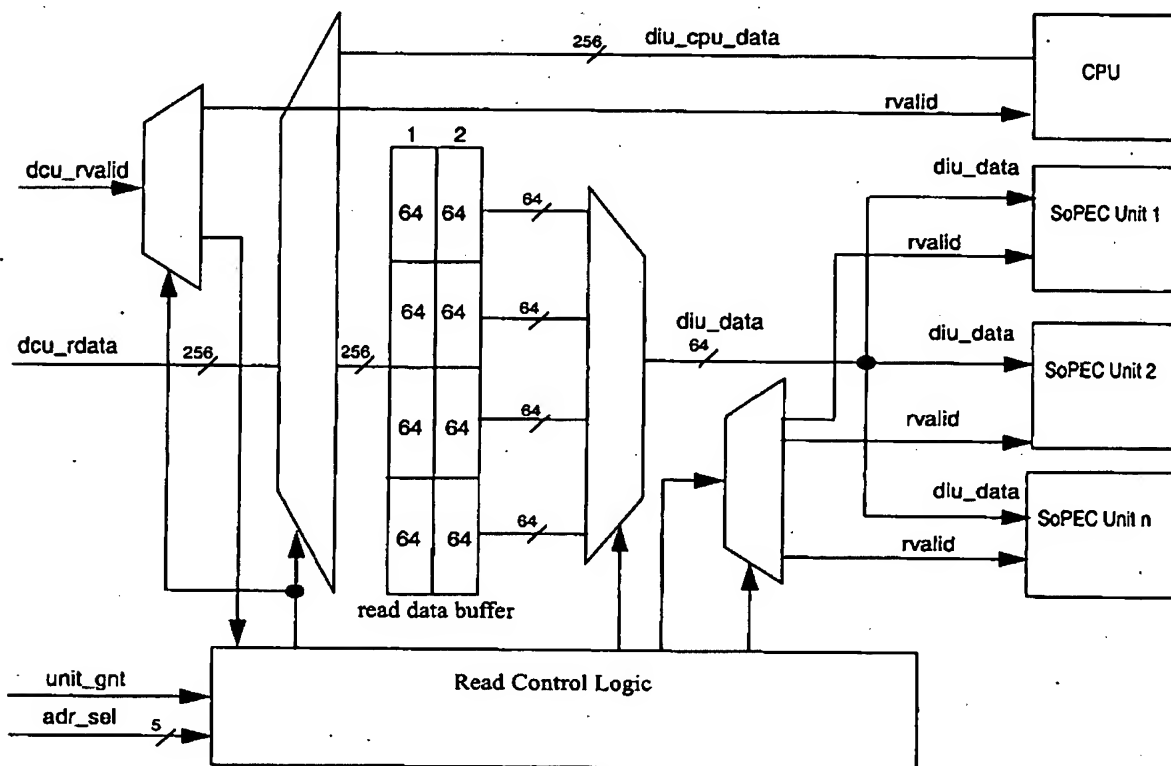 256
diu_cpu_data
CPU
rvalid
1 2
dcu_rvalid
diu_data
64 64
64
SoPEC Unit 1
rvalid
64 64
64
diu_data
64
diu_data
dcu_rdata
256
256
SoPEC Unit 2
64 64
64
rvalid
diu_data
64 64
64
SoPEC Unit n
rvalid
read data buffer
unit_gnt
Read Control Logic
adr_sel
5